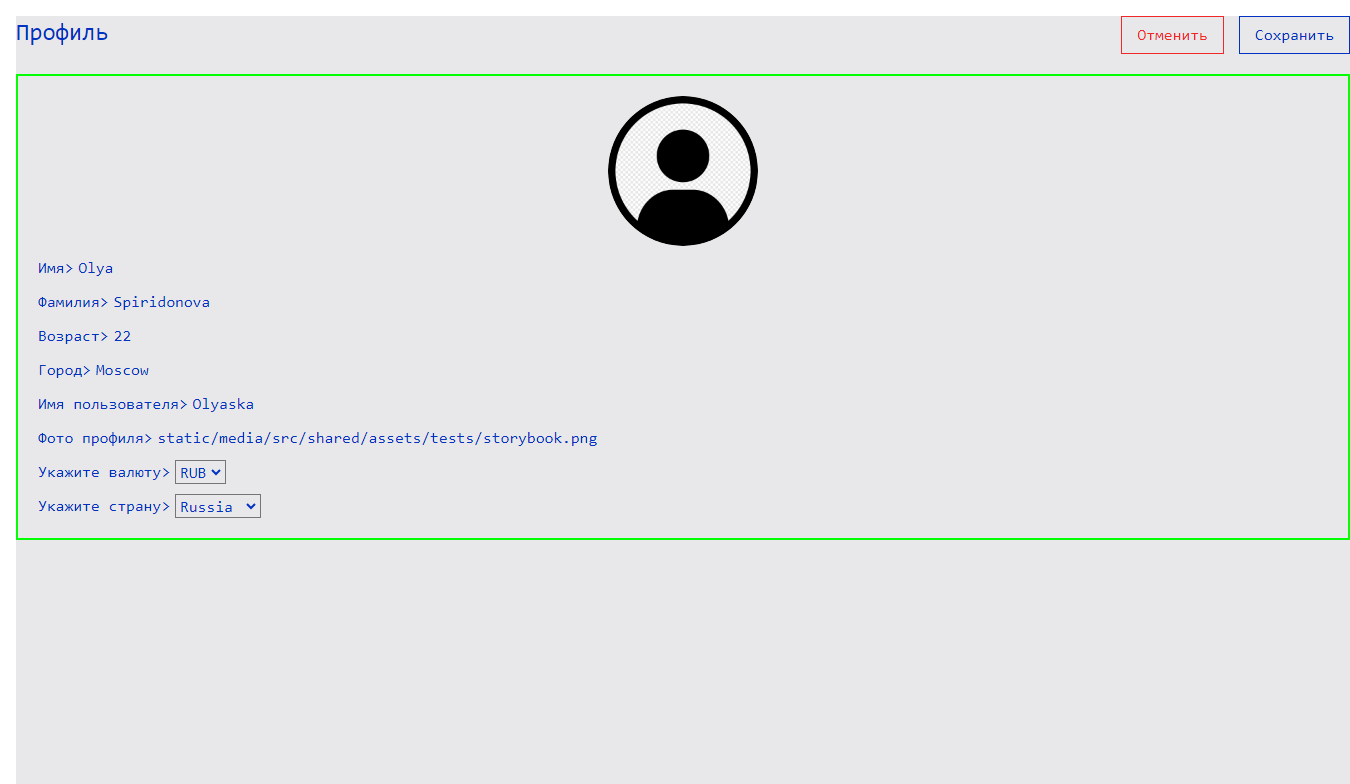 Профиль
Отменить
Сохранить
Имя> Olya
Фамилия> Spiridonova
Возраст> 22
Город> Moscow
Имя пользователя> Olyaska
Фото профиля> static/media/src/shared/assets/tests/storybook.png
Укажите валюту> RUB
Укажите страну> Russia